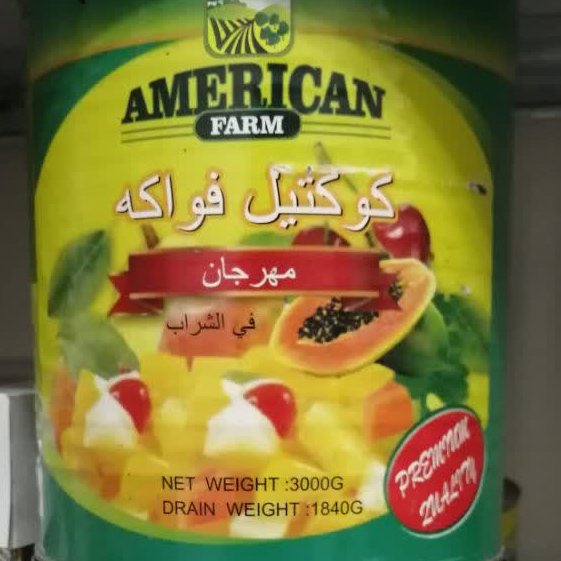 AMERICAN
FARM
كوكتيل فواكه
مهرجان
في الشراب
NET WEIGHT :3000G
DRAIN WEIGHT :1840G
PREMIUM
QUALITY